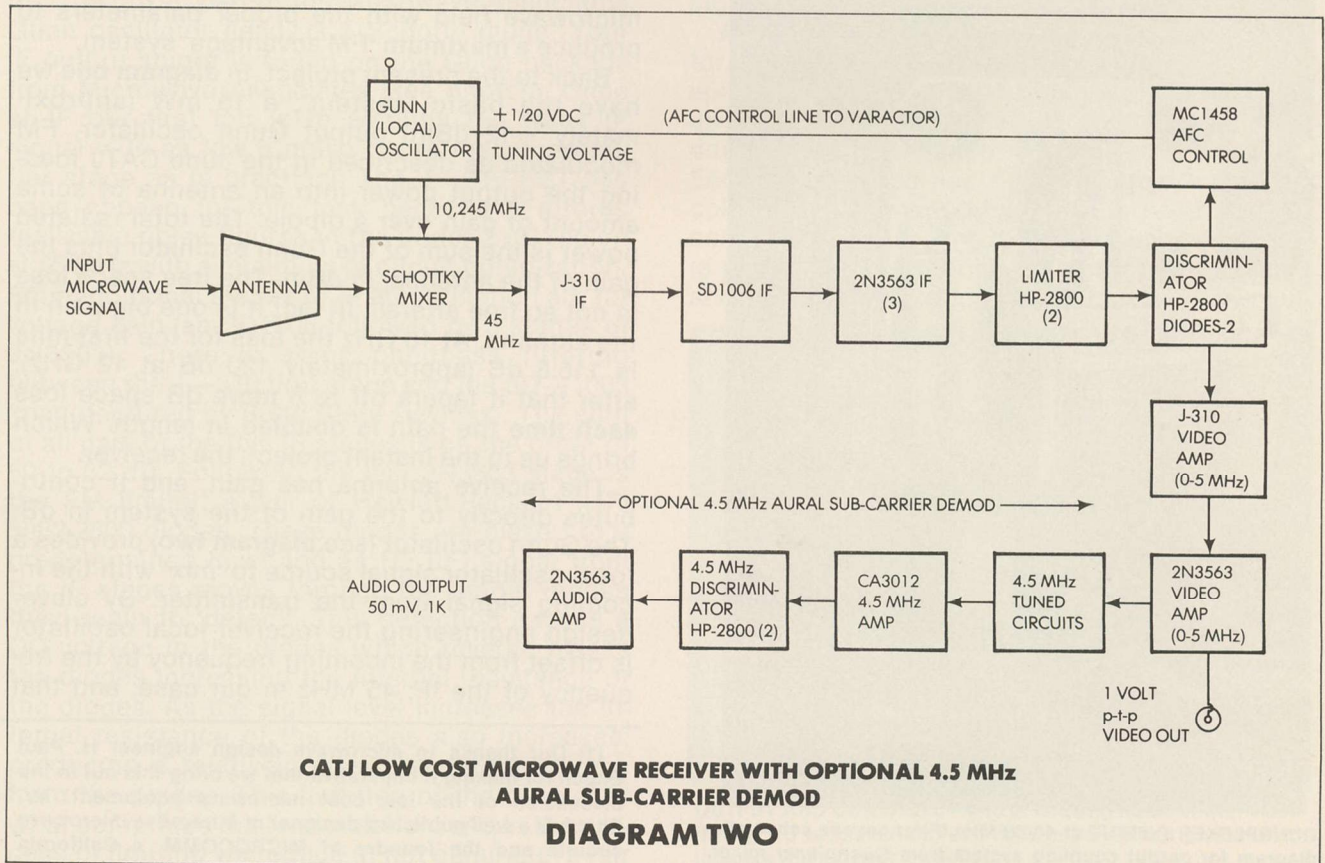 GUNN
(LOCAL)
OSCILLATOR
+ 1/20 VDC
TUNING VOLTAGE
(AFC CONTROL LINE TO VARACTOR)
MC1458
AFC
CONTROL
10,245 MHz
INPUT
MICROWAVE
SIGNAL
ANTENNA
SCHOTTKY
MIXER
45
MHz
J-310
IF
SD1006 IF
2N3563 IF
(3)
LIMITER
HP-2800
(2)
DISCRIMIN-
ATOR
HP-2800
DIODES-2
J-310
VIDEO
AMP
(0-5 MHz)
OPTIONAL 4.5 MHz AURAL SUB-CARRIER DEMOD
AUDIO OUTPUT
50 mV, 1K
2N3563
AUDIO
AMP
4.5 MHz
DISCRIMIN-
ATOR
HP-2800 (2)
CA3012
4.5 MHz
AMP
4.5 MHz
TUNED
CIRCUITS
2N3563
VIDEO
AMP
(0-5 MHz)
1 VOLT
p-t-p
VIDEO OUT
CATJ LOW COST MICROWAVE RECEIVER WITH OPTIONAL 4.5 MHz
AURAL SUB-CARRIER DEMOD
DIAGRAM TWO